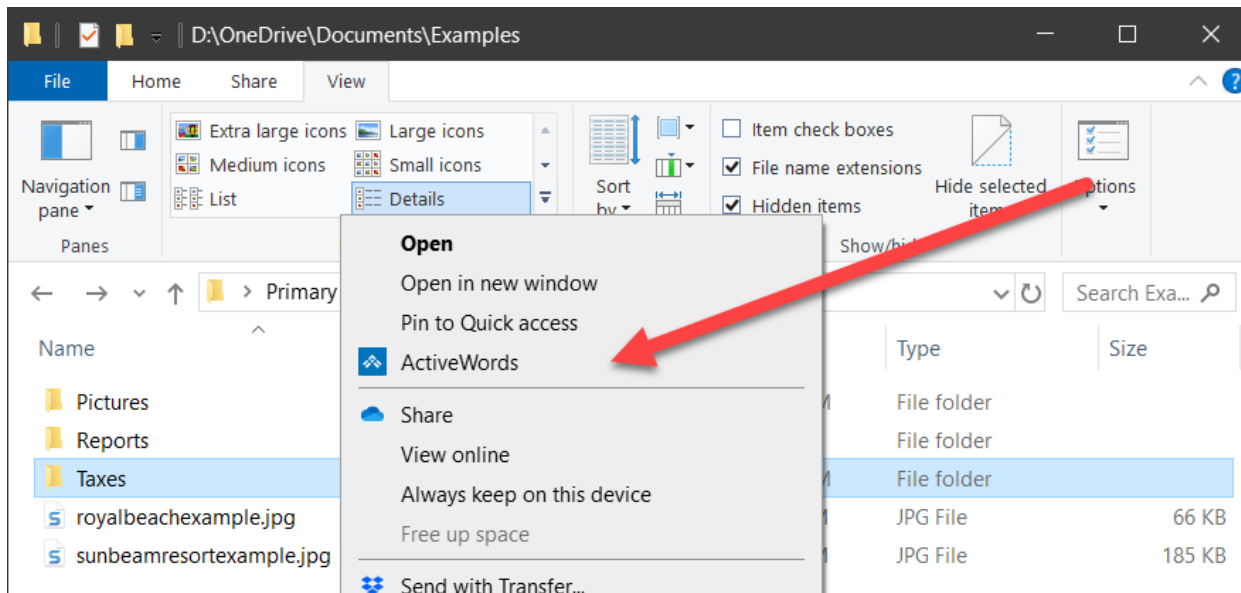 D:\OneDrive\Documents\Examples
File Home Share View
Extra large icons Large icons
Medium icons Small icons
List Details
Navigation
pane
Panes
Sort
by
Item check boxes
File name extensions
Hidden items
Hide selected
Show/hi
Open
Open in new window
Pin to Quick access
ActiveWords
Share
View online
Always keep on this device
Free up space
Send with Transfer...
Primary
Search Exa...
Name Type Size
Pictures File folder
Reports File folder
Taxes File folder
royalbeachexample.jpg JPG File 66 KB
sunbeamresortexample.jpg JPG File 185 KB